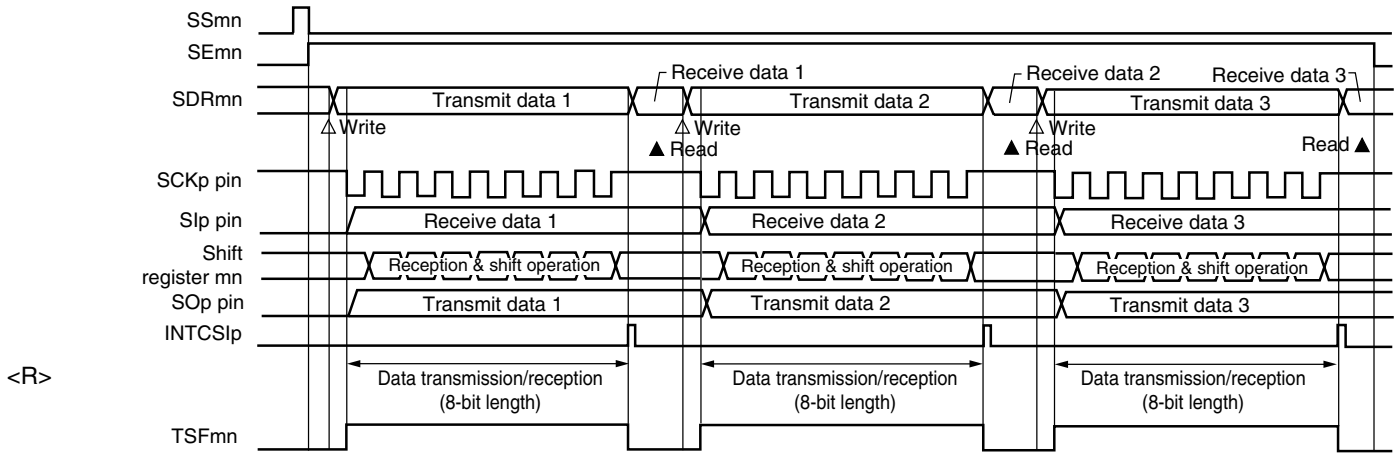 SSmn
SEmn
Receive data 1
Receive data 2
Receive data 3
SDRmn
Transmit data 1
Transmit data 2
Transmit data 3
△ Write
△ Write
△ Write
▲ Read
▲ Read
Read ▲
SCKp pin
SIp pin
Receive data 1
Receive data 2
Receive data 3
Shift
register mn
Reception & shift operation
Reception & shift operation
Reception & shift operation
SOp pin
Transmit data 1
Transmit data 2
Transmit data 3
INTCSIp
<R>
Data transmission/reception
(8-bit length)
Data transmission/reception
(8-bit length)
Data transmission/reception
(8-bit length)
TSFmn